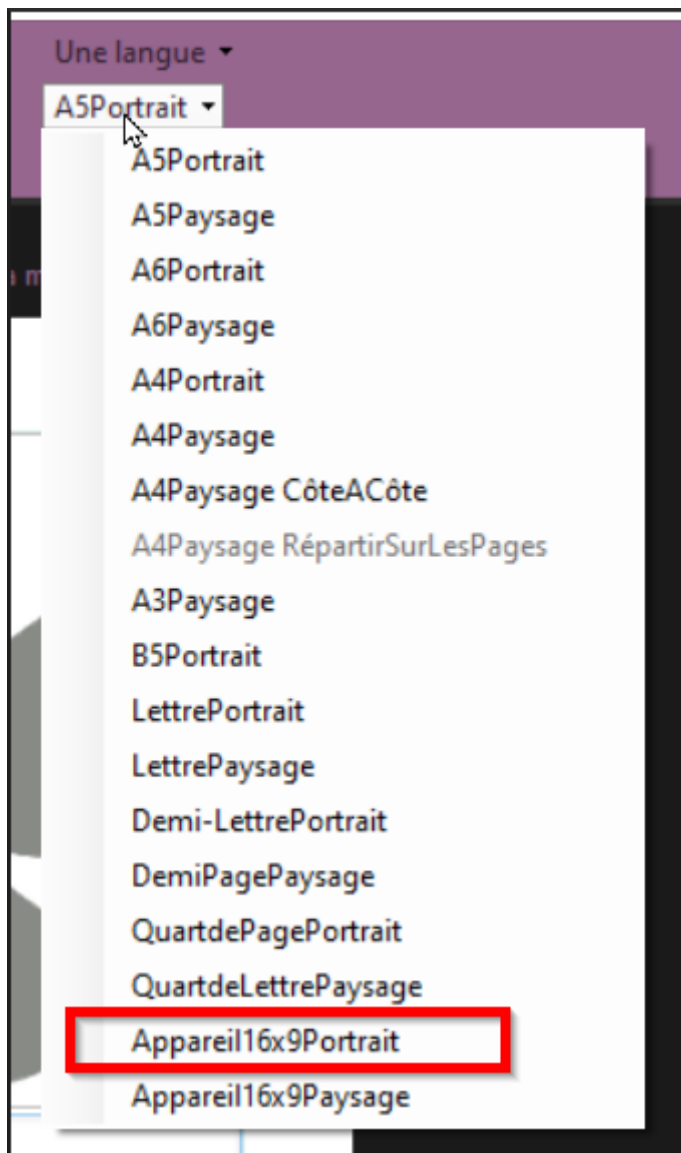 Une langue
A5Portrait
A5Portrait
A5Paysage
A6Portrait
A6Paysage
A4Portrait
A4Paysage
A4Paysage CôteACôte
A4Paysage RépartirSurLesPages
A3Paysage
B5Portrait
LettrePortrait
LettrePaysage
Demi-LettrePortrait
DemiPagePaysage
QuartdePagePortrait
QuartdeLettrePaysage
Appareil16x9Portrait
Appareil16x9Paysage